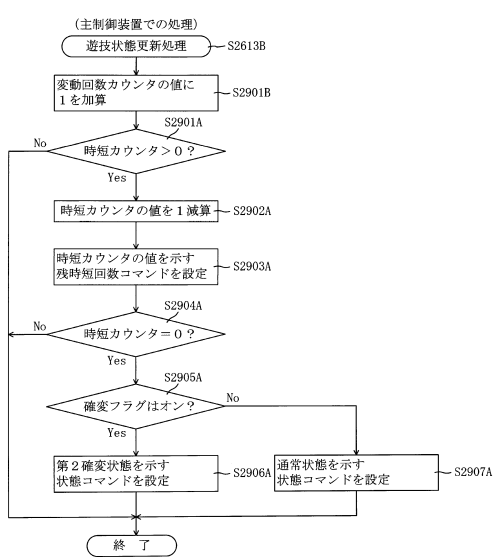 (主制御装置での処理)
遊技状態更新処理
S2613B
変動回数カウンタの値に
1を加算
S2901B
S2901A
No
時短カウンタ>0?
Yes
時短カウンタの値を1減算
S2902A
時短カウンタの値を示す
残時短回数コマンドを設定
S2903A
S2904A
No
時短カウンタ=0?
Yes
S2905A
確変フラグはオン?
No
Yes
第2確変状態を示す
状態コマンドを設定
S2906A
通常状態を示す
状態コマンドを設定
S2907A
終 了